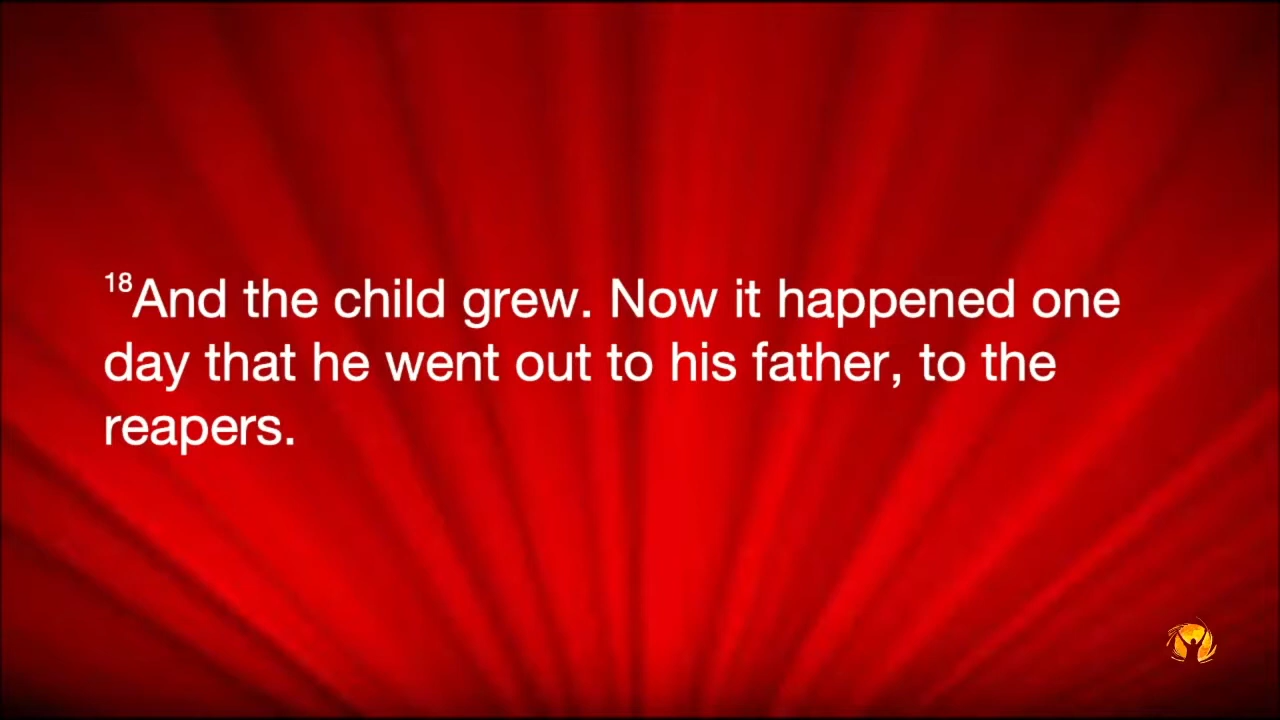 18And the child grew. Now it happened one
day that he went out to his father, to the
reapers.